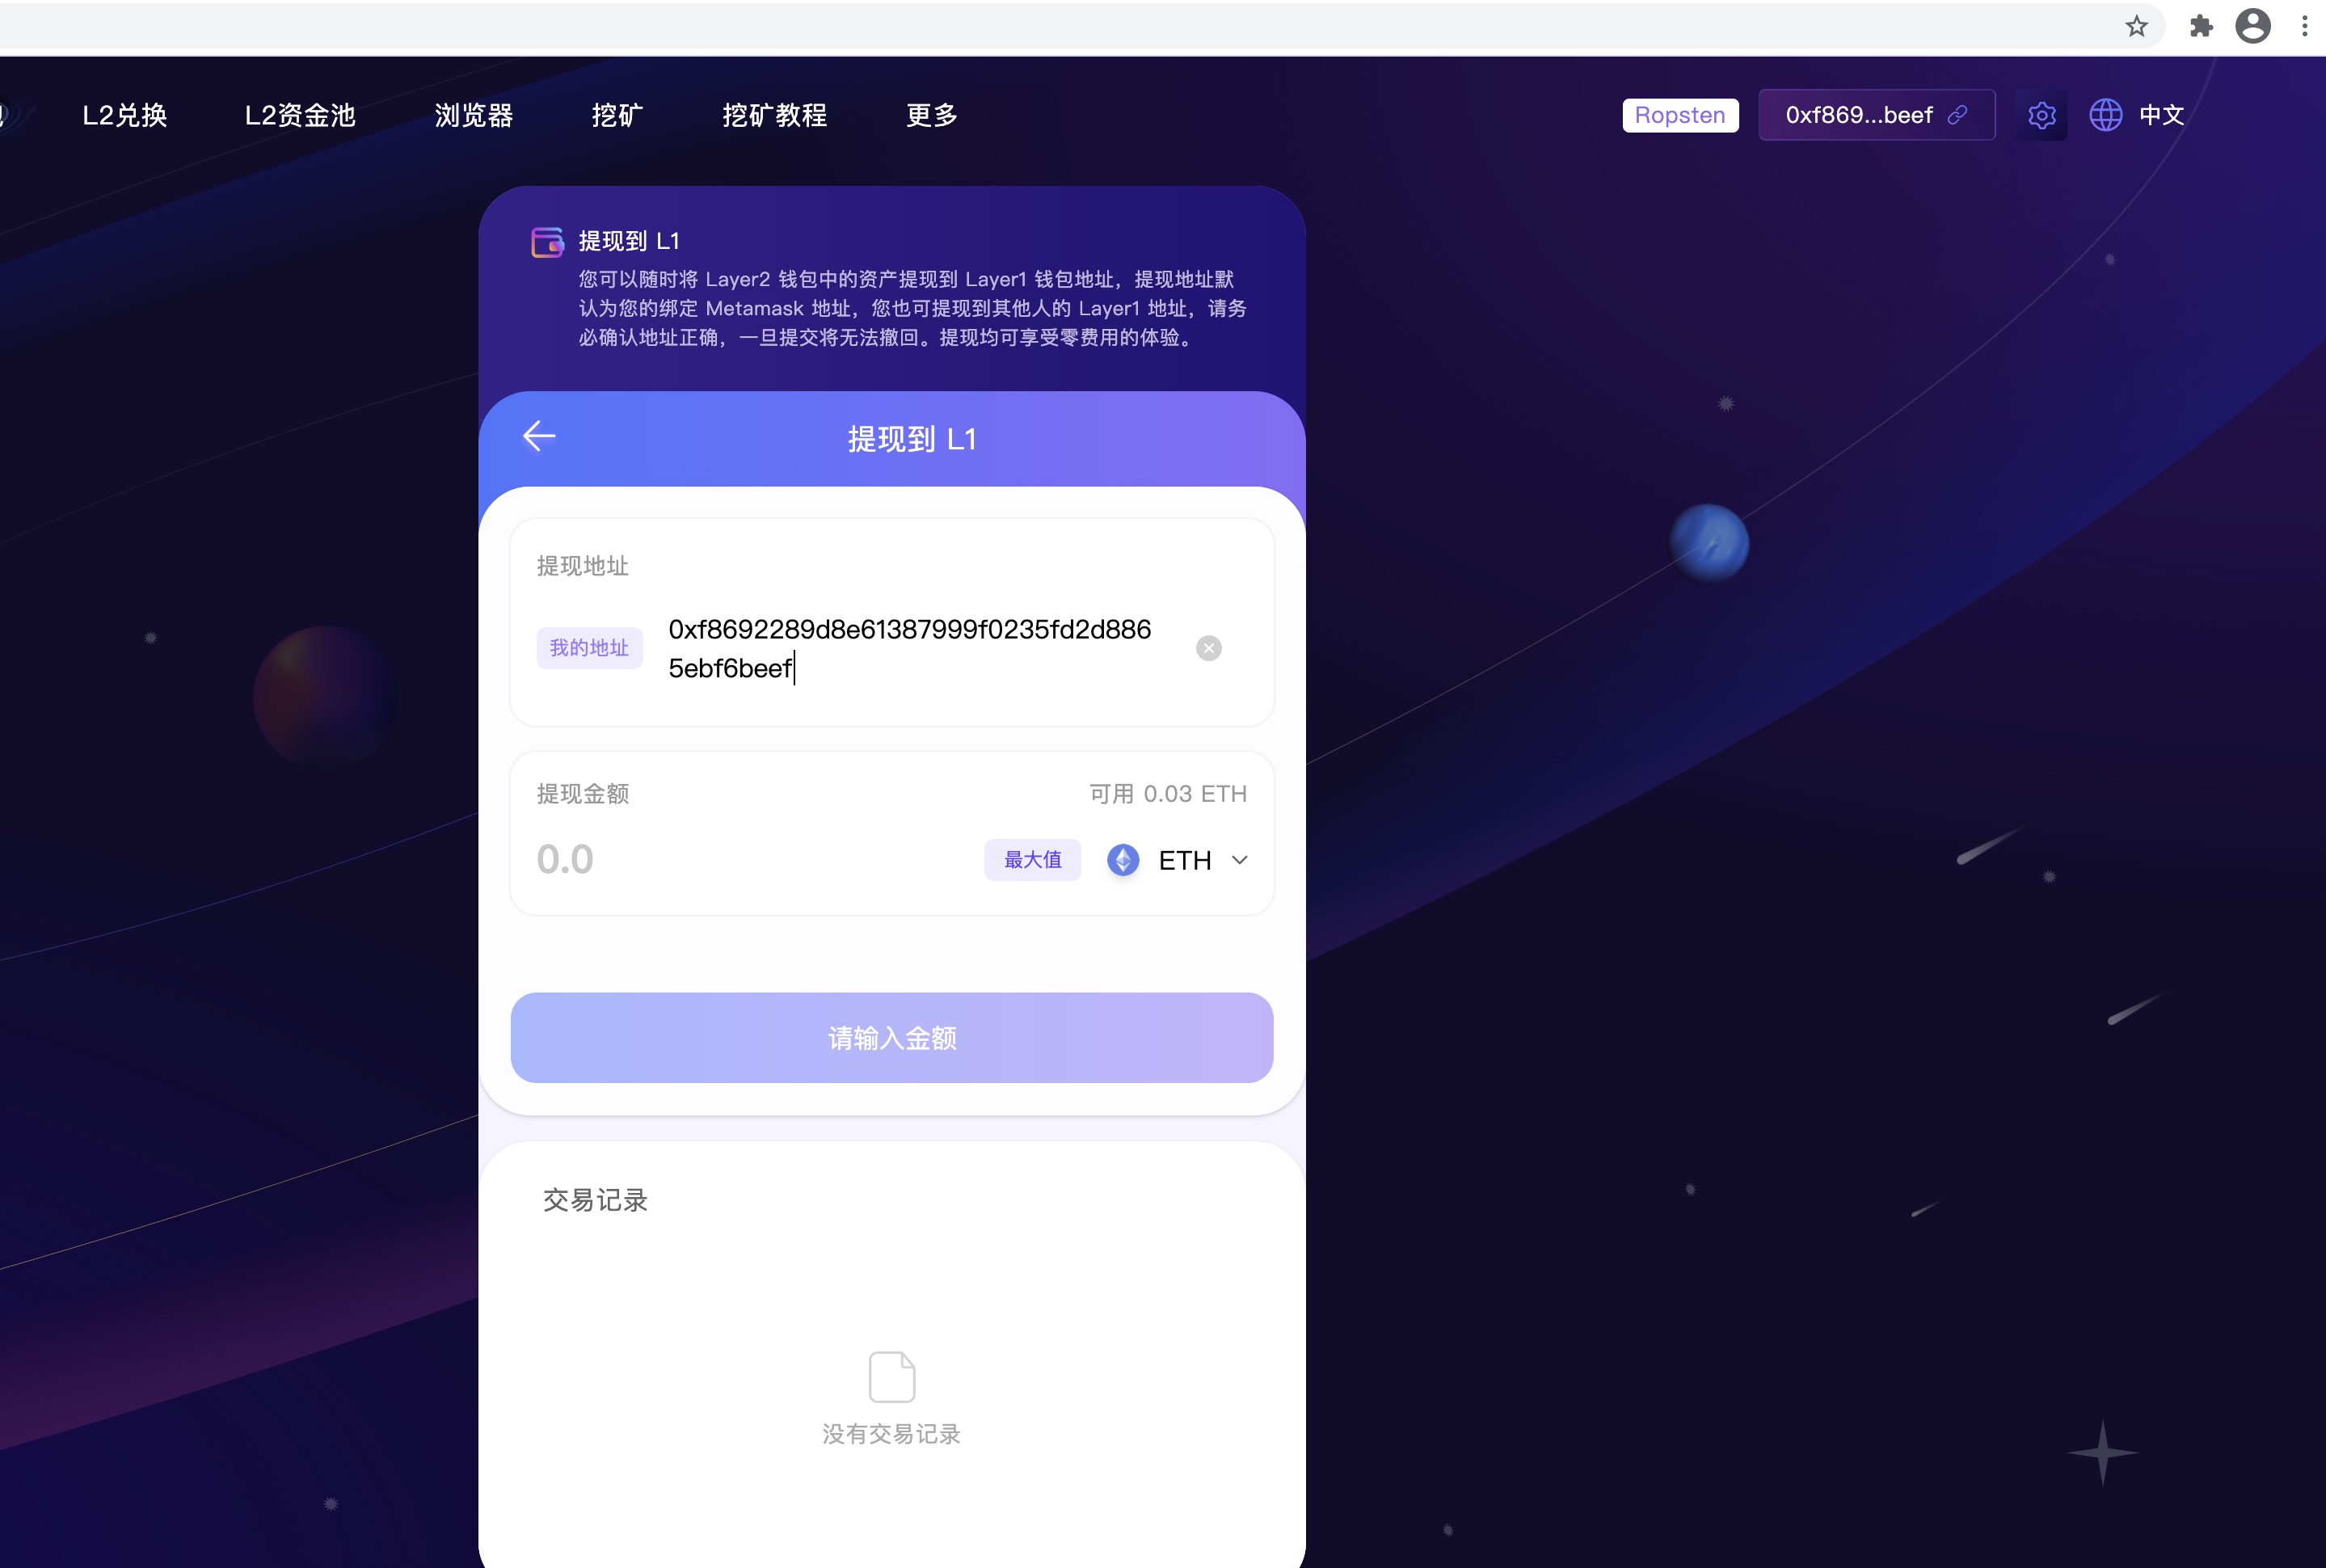 L2兑换
L2资金池
浏览器
挖矿
挖矿教程
更多
Ropsten
0xf869...beef
中文
提现到 L1
您可以随时将 Layer2 钱包中的资产提现到 Layer1 钱包地址，提现地址默
认为您的绑定 Metamask 地址，您也可提现到其他人的 Layer1 地址，请务
必确认地址正确，一旦提交将无法撤回。提现均可享受零费用的体验。
提现到 L1
提现地址
我的地址
0xf8692289d8e61387999f0235fd2d886
5ebf6beef
提现金额
可用 0.03 ETH
0.0
最大值
ETH
请输入金额
交易记录
没有交易记录